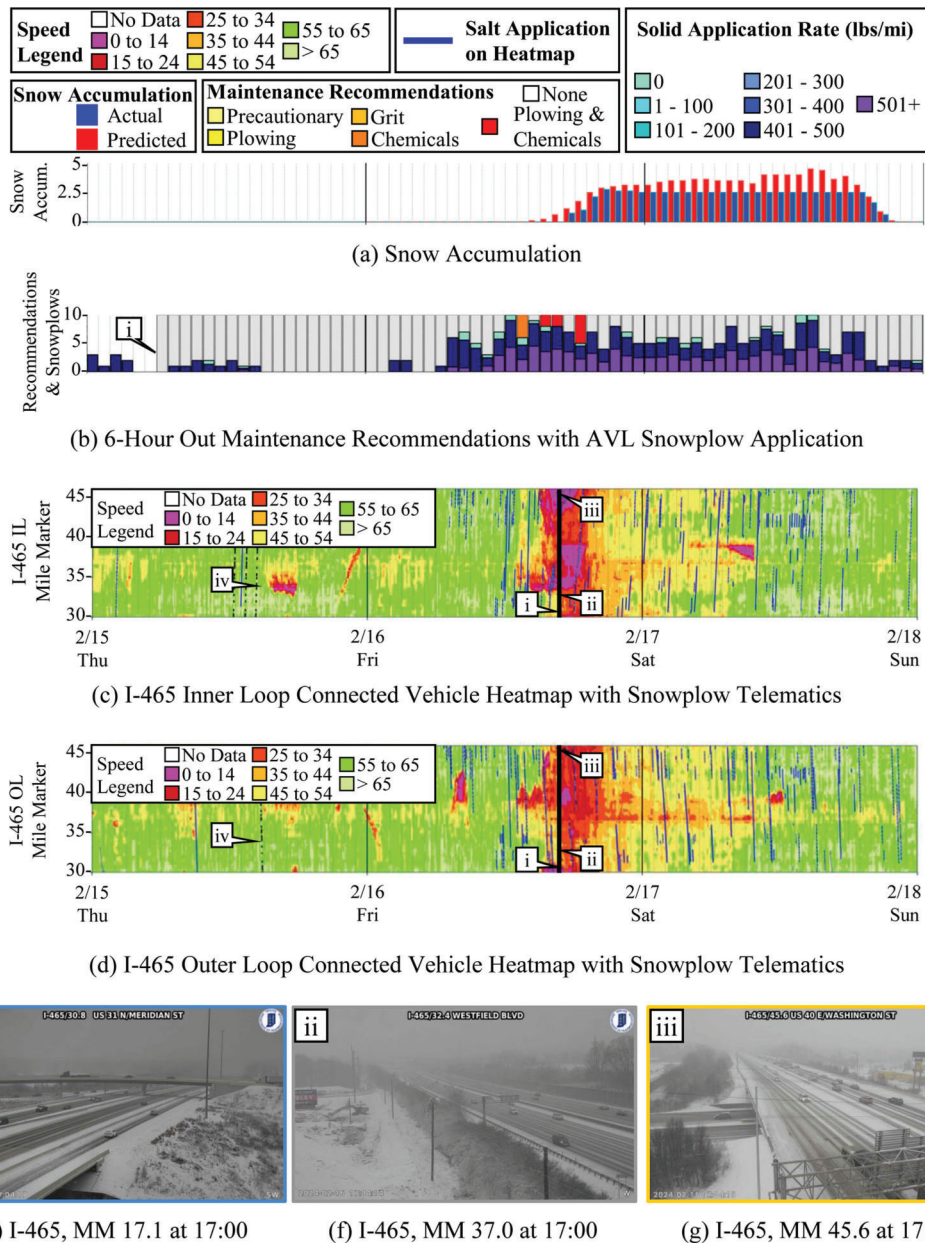 Speed Legend
No Data
0 to 14
15 to 24
25 to 34
35 to 44
45 to 54
55 to 65
> 65
Salt Application on Heatmap
Solid Application Rate (lbs/mi)
0
1 - 100
101 - 200
201 - 300
301 - 400
401 - 500
501+
Snow Accumulation
Actual
Predicted
Maintenance Recommendations
Precautionary
Plowing
Grit
Chemicals
None
Plowing & Chemicals
Snow Accum.
5
2.5
0
(a) Snow Accumulation
Recommendations & Snowplows
10
5
0
i
(b) 6-Hour Out Maintenance Recommendations with AVL Snowplow Application
I-465 IL Mile Marker
45
40
35
30
Speed Legend
No Data
0 to 14
15 to 24
25 to 34
35 to 44
45 to 54
55 to 65
> 65
iv
i
ii
iii
2/15 2/16 2/17 2/18
Thu Fri Sat Sun
(c) I-465 Inner Loop Connected Vehicle Heatmap with Snowplow Telematics
I-465 OL Mile Marker
45
40
35
30
Speed Legend
No Data
0 to 14
15 to 24
25 to 34
35 to 44
45 to 54
55 to 65
> 65
iv
i
ii
iii
2/15 2/16 2/17 2/18
Thu Fri Sat Sun
(d) I-465 Outer Loop Connected Vehicle Heatmap with Snowplow Telematics
I-465/30.8 US 31 N/MERIDIAN ST
SW
ii
I-465/32.4 WESTFIELD BLVD
iii
I-465/45.6 US 40 E/WASHINGTON ST
) I-465, MM 17.1 at 17:00
(f) I-465, MM 37.0 at 17:00
(g) I-465, MM 45.6 at 17